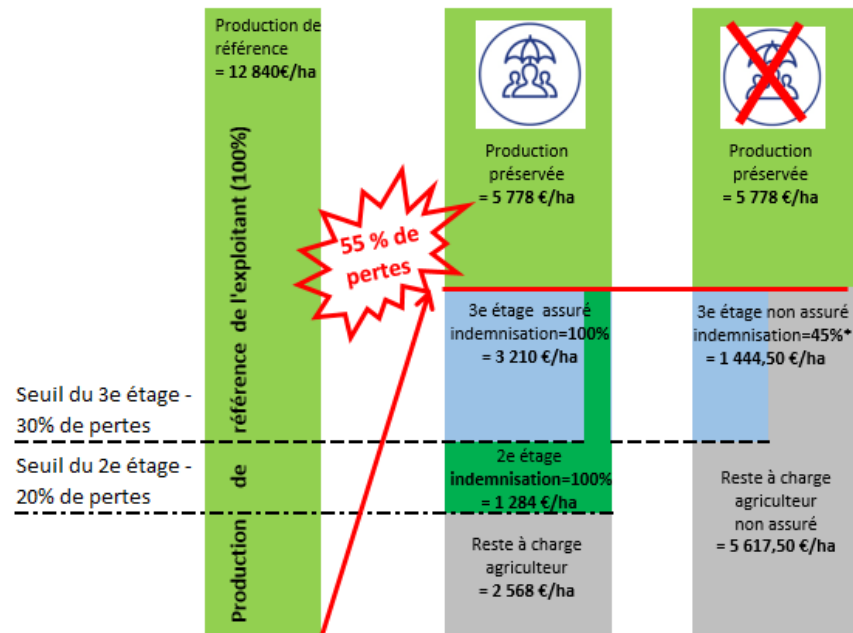 Production de
référence
= 12 840€/ha
Production de référence de l'exploitant (100%)
55 % de
pertes
Seuil du 3e étage -
30% de pertes
Seuil du 2e étage -
20% de pertes
Production
préservée
= 5 778 €/ha
3e étage assuré
indemnisation=100%
= 3 210 €/ha
2e étage
indemnisation=100%
= 1 284 €/ha
Reste à charge
agriculteur
= 2 568 €/ha
Production
préservée
= 5 778 €/ha
3e étage non assuré
indemnisation=45%*
= 1 444,50 €/ha
Reste à charge
agriculteur
non assuré
= 5 617,50 €/ha